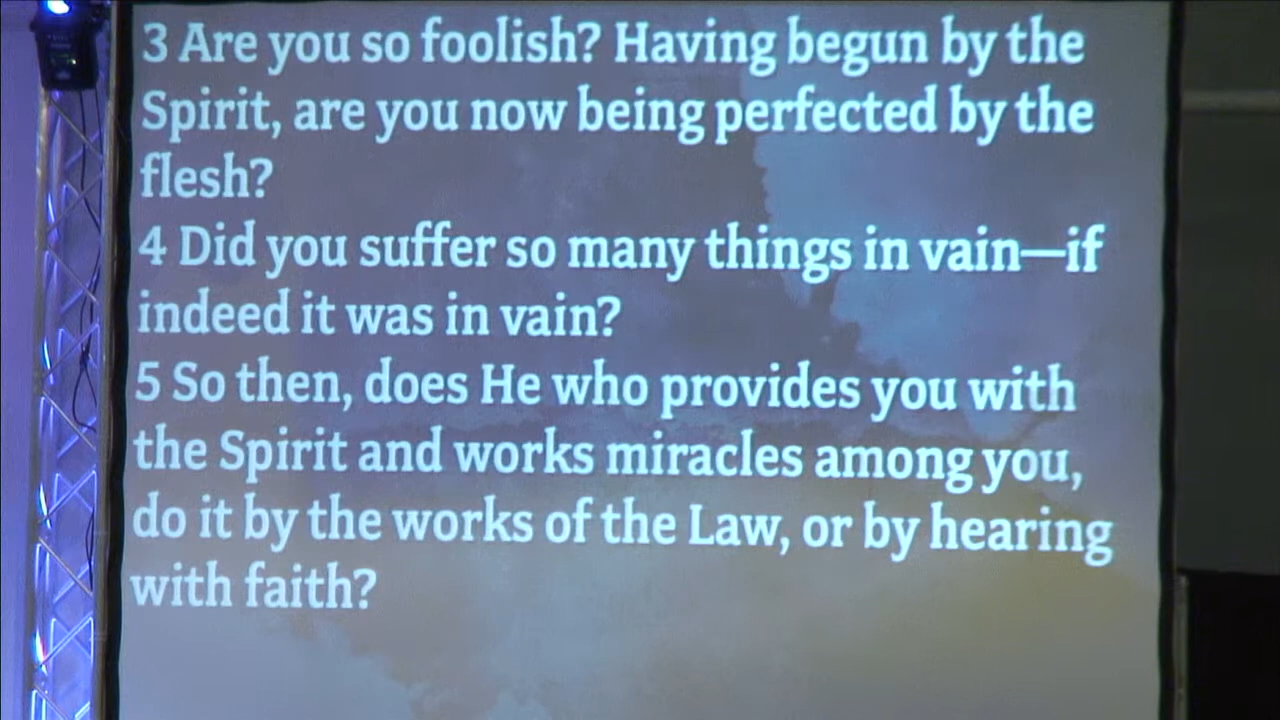 3 Are you so foolish? Having begun by the
Spirit, are you now being perfected by the
flesh?
4 Did you suffer so many things in vain—if
indeed it was in vain?
5 So then, does He who provides you with
the Spirit and works miracles among you,
do it by the works of the Law, or by hearing
with faith?